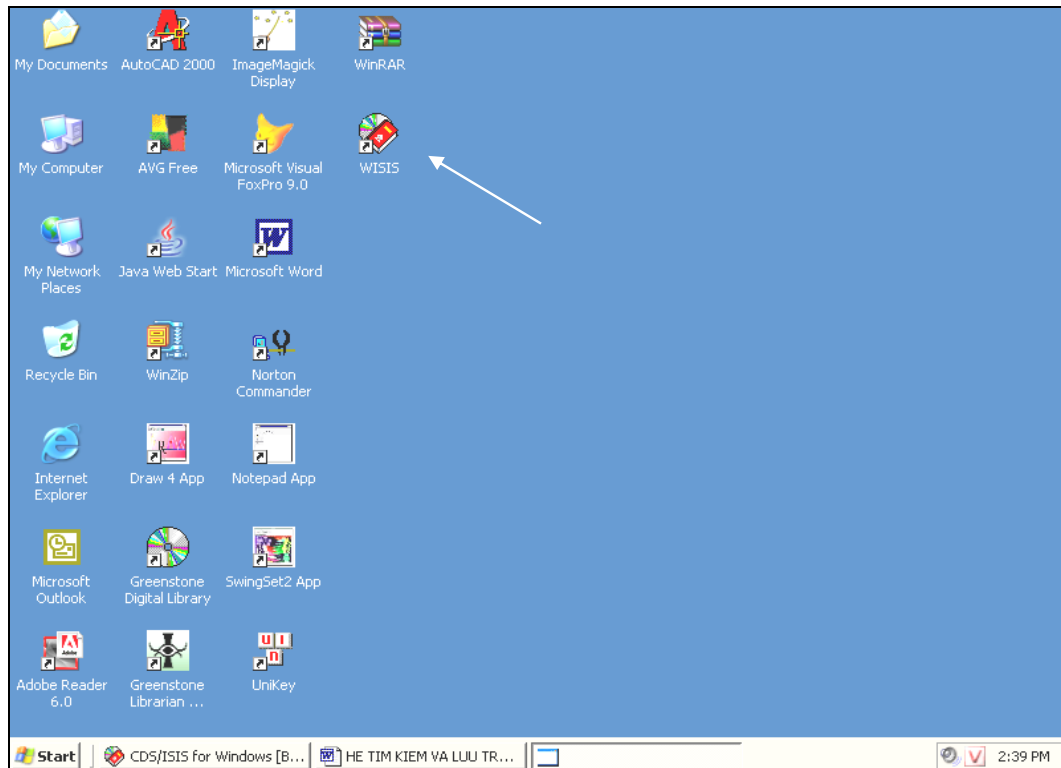 My Documents
AutoCAD 2000
ImageMagick
Display
WinRAR
My Computer
AVG Free
Microsoft Visual
FoxPro 9.0
WISIS
My Network
Places
Java Web Start
Microsoft Word
Recycle Bin
WinZip
Norton
Commander
Internet
Explorer
Draw 4 App
Notepad App
Microsoft
Outlook
Greenstone
Digital Library
SwingSet2 App
Adobe Reader
6.0
Greenstone
Librarian ...
UniKey
Start
CDS/ISIS for Windows [B...
HE TIM KIEM VA LUU TR...
V
2:39 PM